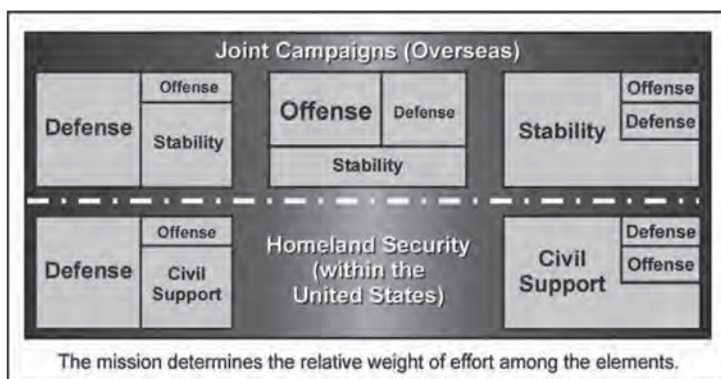 Joint Campaigns (Overseas)
Defense
Offense
Stability
Offense
Defense
Stability
Stability
Offense
Defense
Defense
Offense
Civil
Support
Homeland Security
(within the
United States)
Civil
Support
Defense
Offense
The mission determines the relative weight of effort among the elements.